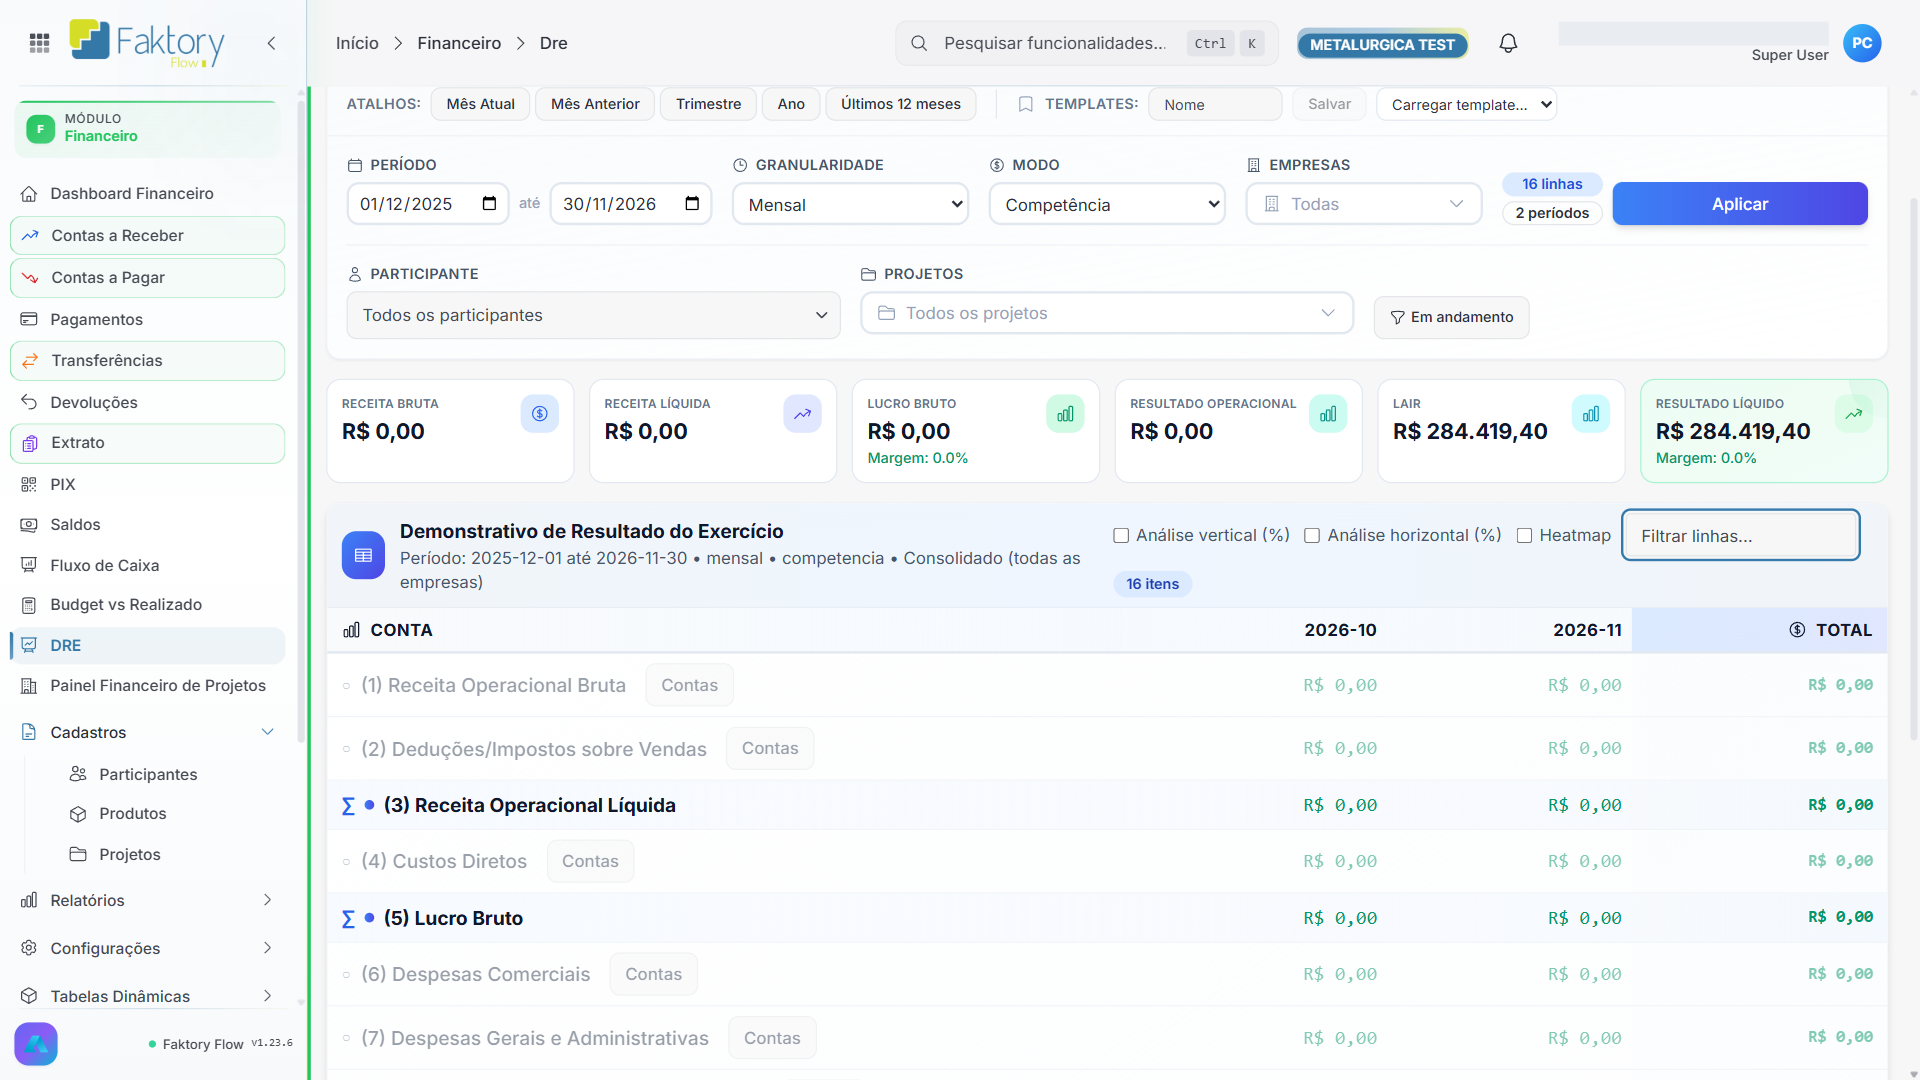 Faktory
Flow
Início > Financeiro > Dre
Pesquisar funcionalidades... Ctrl K
METALURGICA TEST
Super User
PC
F
MÓDULO
Financeiro
Dashboard Financeiro
Contas a Receber
Contas a Pagar
Pagamentos
Transferências
Devoluções
Extrato
PIX
Saldos
Fluxo de Caixa
Budget vs Realizado
DRE
Painel Financeiro de Projetos
Cadastros
Participantes
Produtos
Projetos
Relatórios
Configurações
Tabelas Dinâmicas
Faktory Flow v1.23.6
ATALHOS: Mês Atual Mês Anterior Trimestre Ano Últimos 12 meses TEMPLATES: Nome Salvar Carregar template...
PERÍODO GRANULARIDADE MODO EMPRESAS
01/12/2025 até 30/11/2026 Mensal Competência Todas
16 linhas
2 períodos
Aplicar
PARTICIPANTE PROJETOS
Todos os participantes Todos os projetos Em andamento
RECEITA BRUTA
R$ 0,00
RECEITA LÍQUIDA
R$ 0,00
LUCRO BRUTO
R$ 0,00
Margem: 0.0%
RESULTADO OPERACIONAL
R$ 0,00
LAIR
R$ 284.419,40
RESULTADO LÍQUIDO
R$ 284.419,40
Margem: 0.0%
Demonstrativo de Resultado do Exercício
Período: 2025-12-01 até 2026-11-30 • mensal • competencia • Consolidado (todas as
empresas)
Análise vertical (%) Análise horizontal (%) Heatmap Filtrar linhas...
16 itens
CONTA 2026-10 2026-11 TOTAL
(1) Receita Operacional Bruta Contas R$ 0,00 R$ 0,00 R$ 0,00
(2) Deduções/Impostos sobre Vendas Contas R$ 0,00 R$ 0,00 R$ 0,00
∑ • (3) Receita Operacional Líquida R$ 0,00 R$ 0,00 R$ 0,00
(4) Custos Diretos Contas R$ 0,00 R$ 0,00 R$ 0,00
∑ • (5) Lucro Bruto R$ 0,00 R$ 0,00 R$ 0,00
(6) Despesas Comerciais Contas R$ 0,00 R$ 0,00 R$ 0,00
(7) Despesas Gerais e Administrativas Contas R$ 0,00 R$ 0,00 R$ 0,00